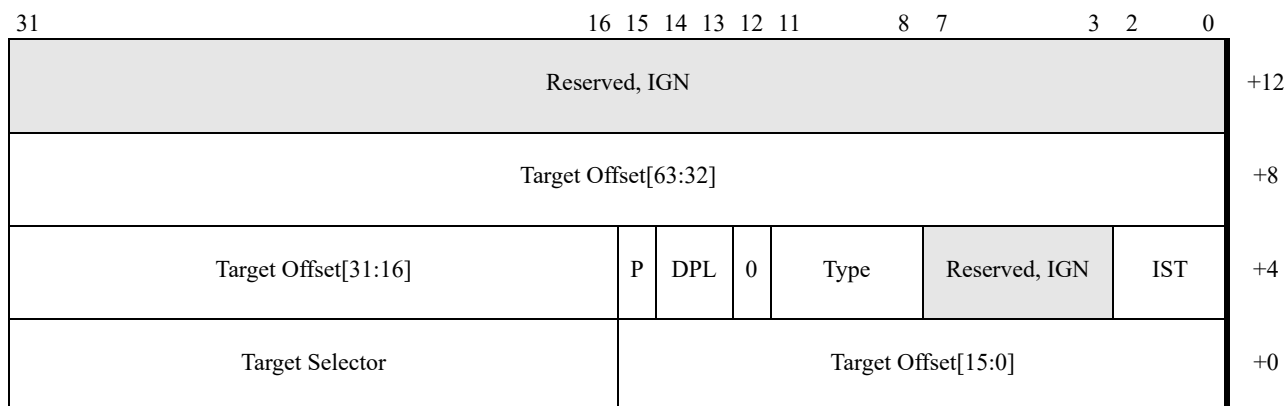 31 16 15 14 13 12 11 8 7 3 2 0
Reserved, IGN +12
Target Offset[63:32] +8
Target Offset[31:16] P DPL 0 Type Reserved, IGN IST +4
Target Selector Target Offset[15:0] +0